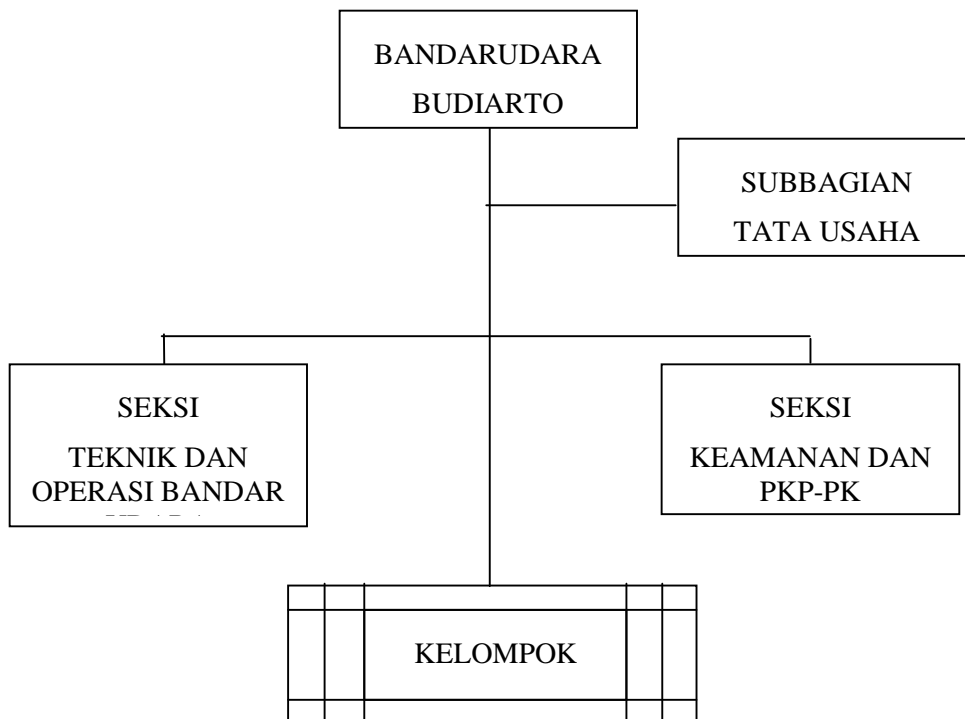 BANDARUDARA
BUDIARTO
SUBBAGIAN
TATA USAHA
SEKSI
TEKNIK DAN
OPERASI BANDAR
SEKSI
KEAMANAN DAN
PKP-PK
KELOMPOK